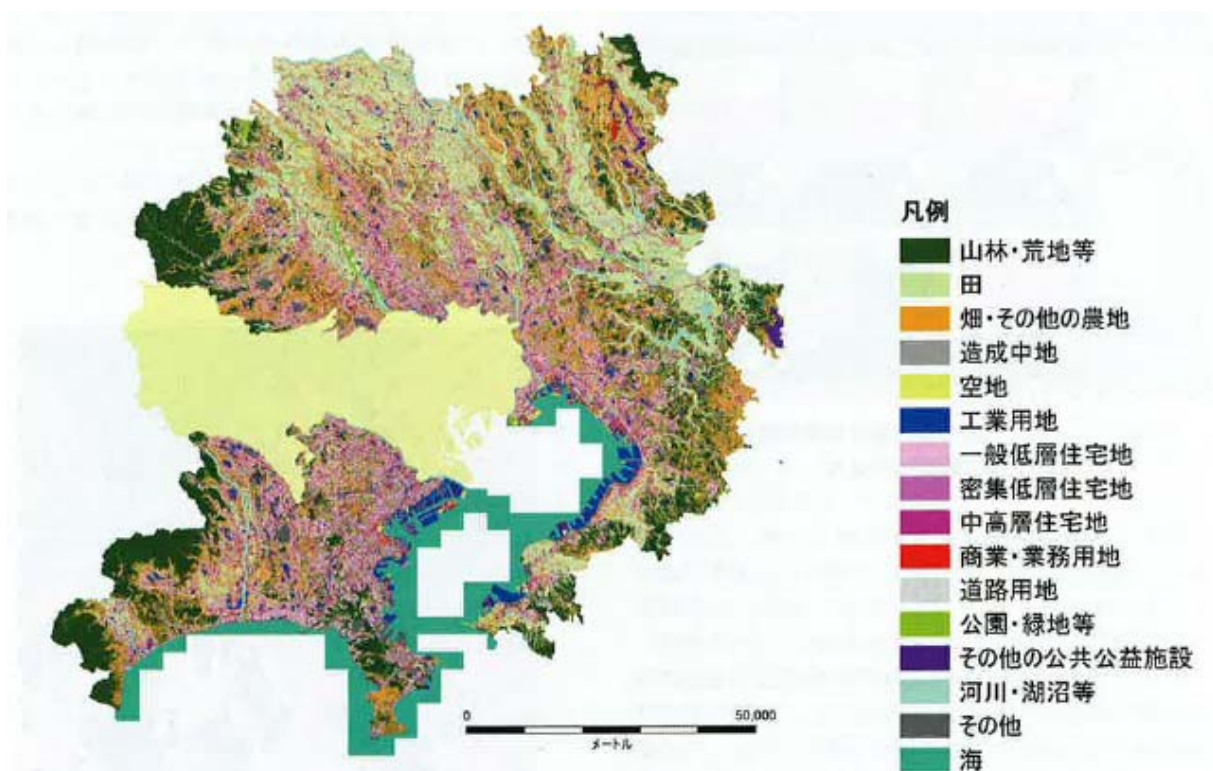 凡例
山林・荒地等
田
畑・その他の農地
造成中地
空地
工業用地
一般低層住宅地
密集低層住宅地
中高層住宅地
商業・業務用地
道路用地
公園・緑地等
その他の公共公益施設
河川・湖沼等
その他
海
0 50,000
メートル